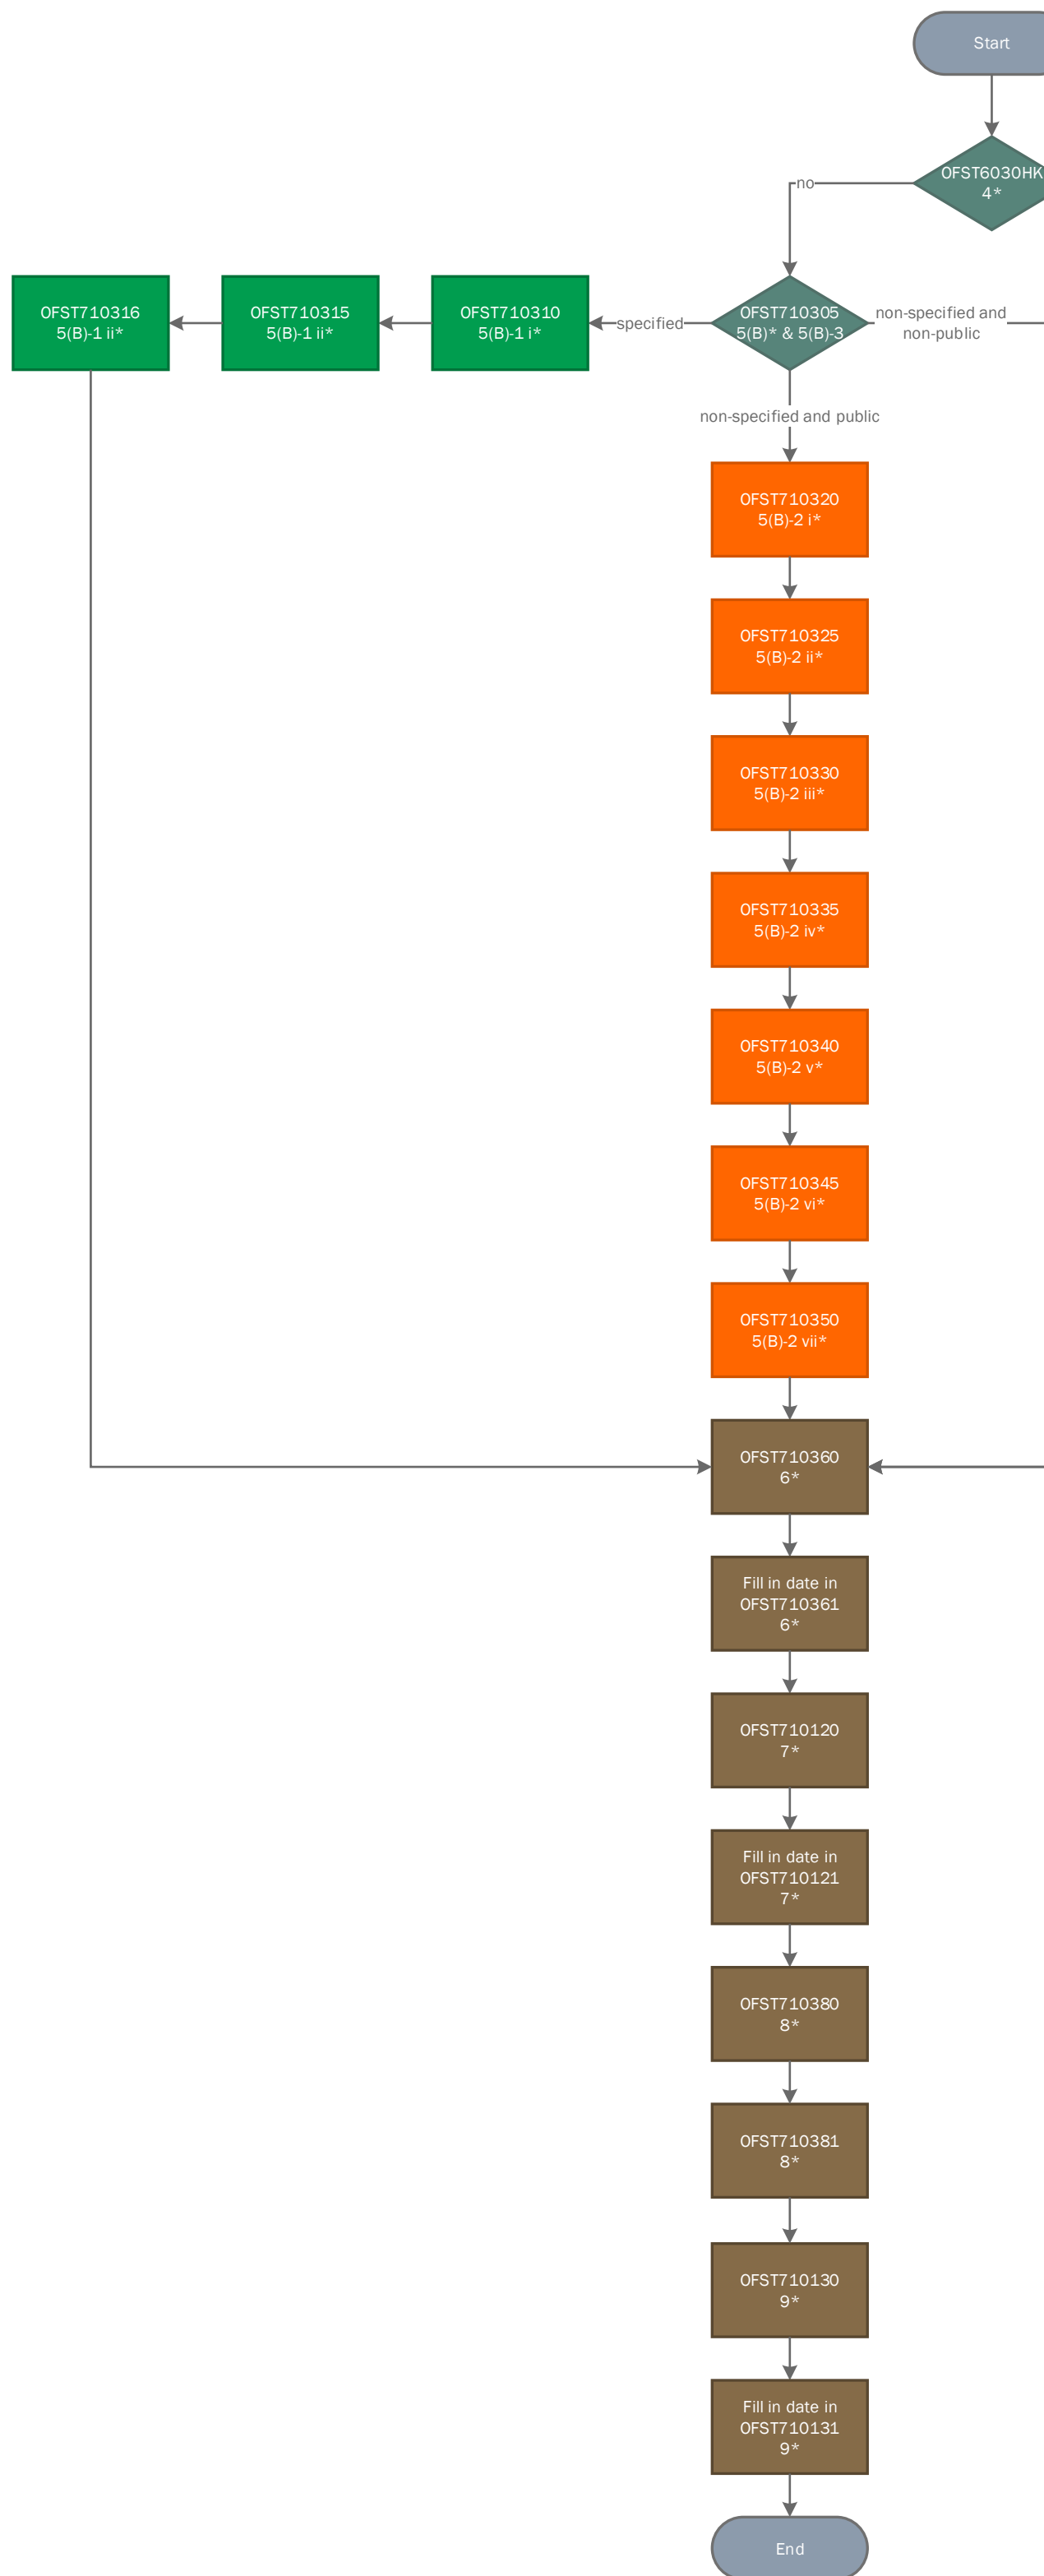 Start
OFST6030HK
4*
no
OFST710316
5(B)-1 ii*
OFST710315
5(B)-1 ii*
OFST710310
5(B)-1 i*
specified
OFST710305
5(B)* & 5(B)-3
non-specified and
non-public
non-specified and public
OFST710320
5(B)-2 i*
OFST710325
5(B)-2 ii*
OFST710330
5(B)-2 iii*
OFST710335
5(B)-2 iv*
OFST710340
5(B)-2 v*
OFST710345
5(B)-2 vi*
OFST710350
5(B)-2 vii*
OFST710360
6*
Fill in date in
OFST710361
6*
OFST710120
7*
Fill in date in
OFST710121
7*
OFST710380
8*
OFST710381
8*
OFST710130
9*
Fill in date in
OFST710131
9*
End